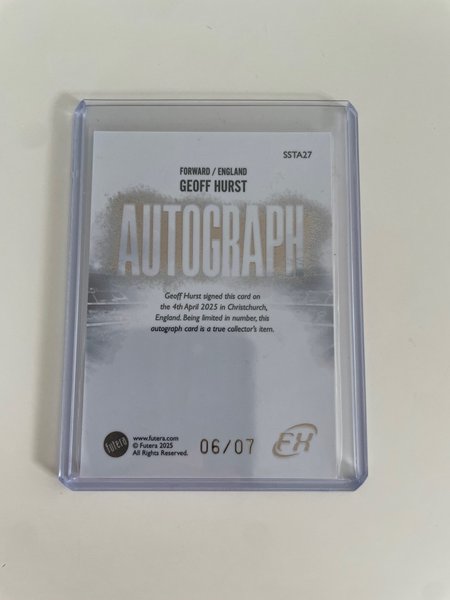 SSTA27
FORWARD / ENGLAND
GEOFF HURST
AUTOGRAPH
Geoff Hurst signed this card on
the 4th April 2025 in Christchurch,
England. Being limited in number, this
autograph card is a true collector's item.
futera
www.futera.com
© Futera 2025
All Rights Reserved.
06/07
FX